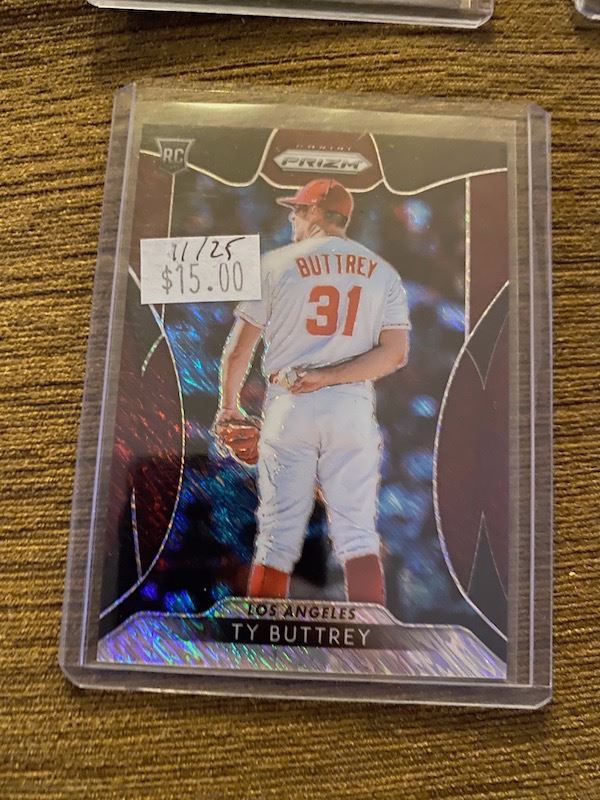 RC
PANINI
PRIZM
11/25
$15.00
BUTTREY
31
LOS ANGELES
TY BUTTREY